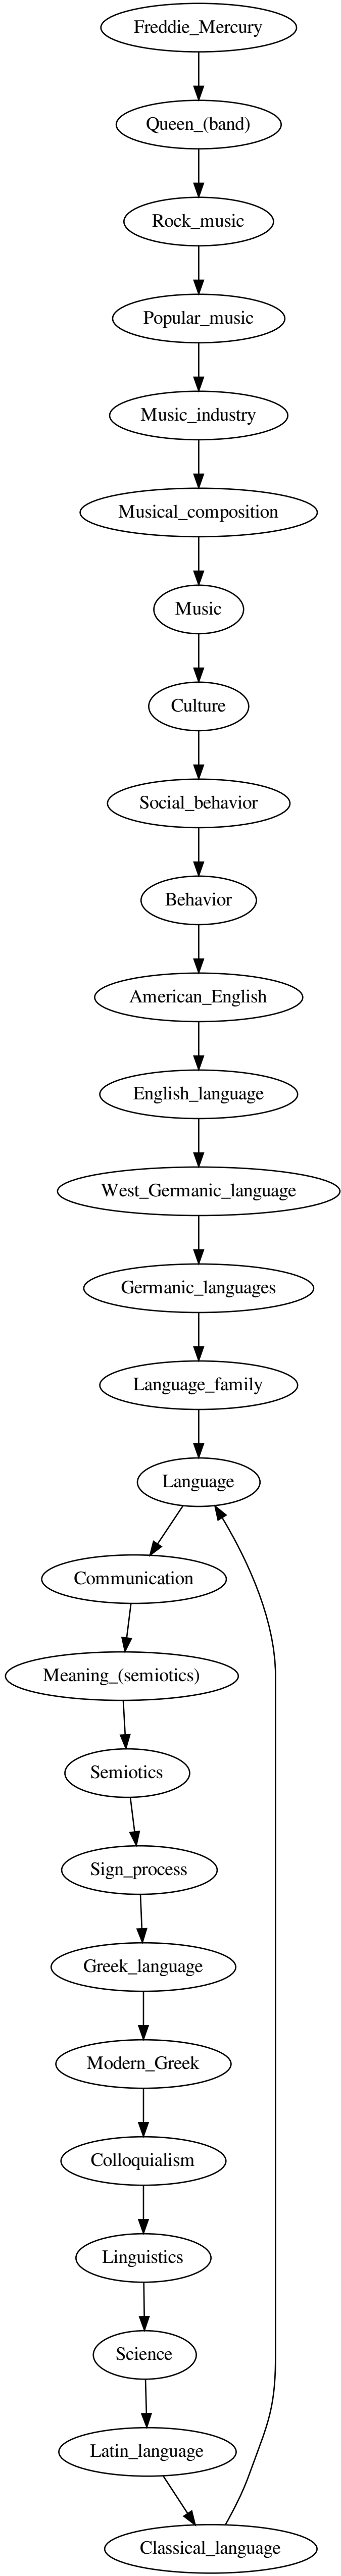 Freddie_Mercury
Queen_(band)
Rock_music
Popular_music
Music_industry
Musical_composition
Music
Culture
Social_behavior
Behavior
American_English
English_language
West_Germanic_language
Germanic_languages
Language_family
Language
Communication
Meaning_(semiotics)
Semiotics
Sign_process
Greek_language
Modern_Greek
Colloquialism
Linguistics
Science
Latin_language
Classical_language